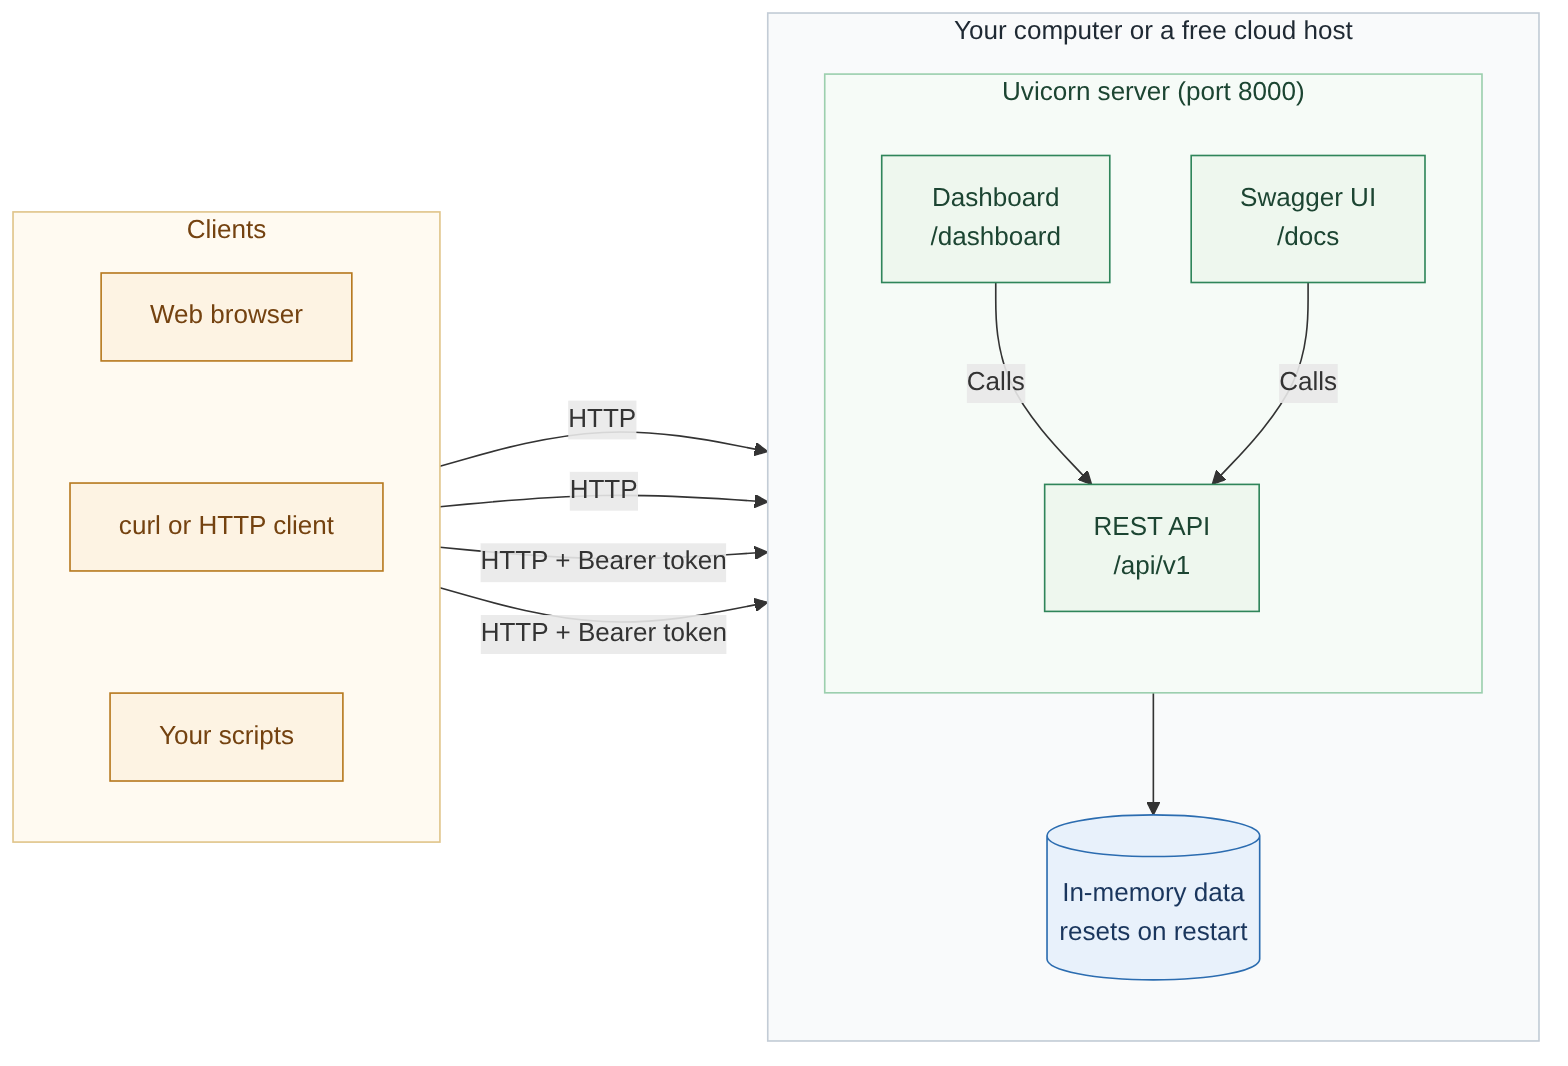 Your computer or a free cloud host
Uvicorn server (port 8000)
Dashboard
/dashboard
Swagger UI
/docs
Clients
Web browser
curl or HTTP client
Your scripts
HTTP
HTTP
HTTP + Bearer token
HTTP + Bearer token
Calls
Calls
REST API
/api/v1
In-memory data
resets on restart